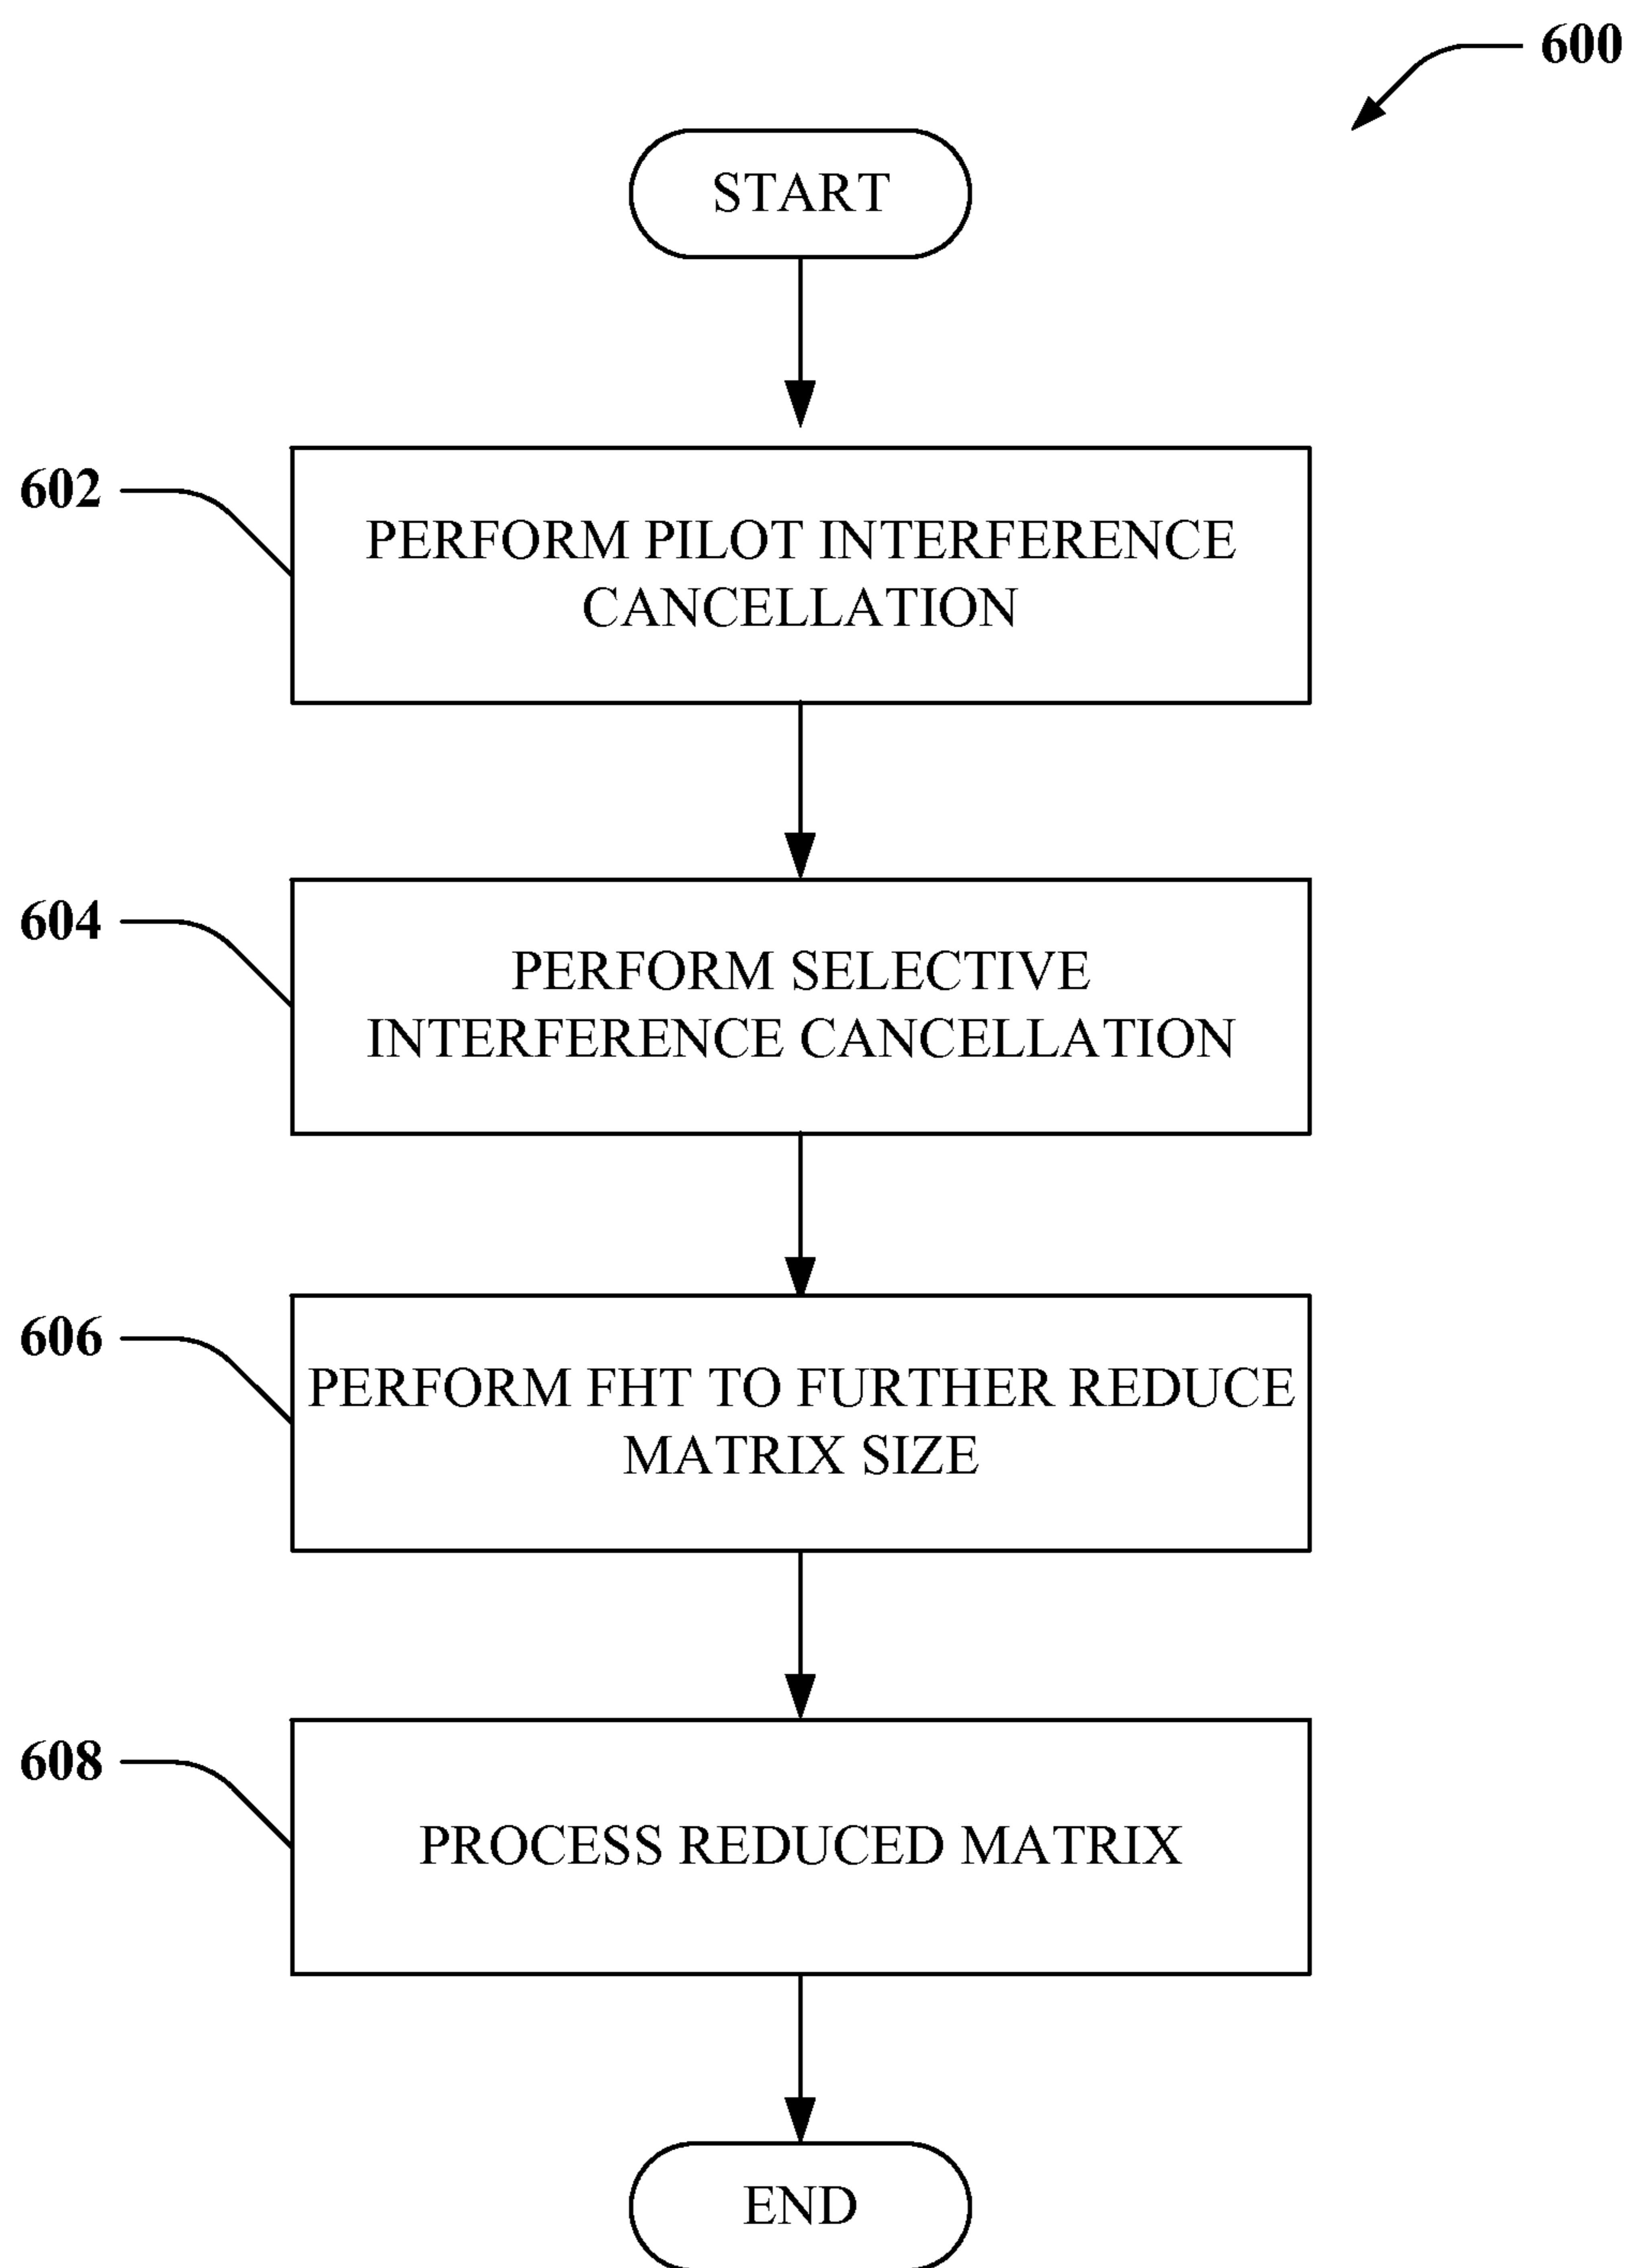 600
START
602
PERFORM PILOT INTERFERENCE
CANCELLATION
604
PERFORM SELECTIVE
INTERFERENCE CANCELLATION
606
PERFORM FHT TO FURTHER REDUCE
MATRIX SIZE
608
PROCESS REDUCED MATRIX
END